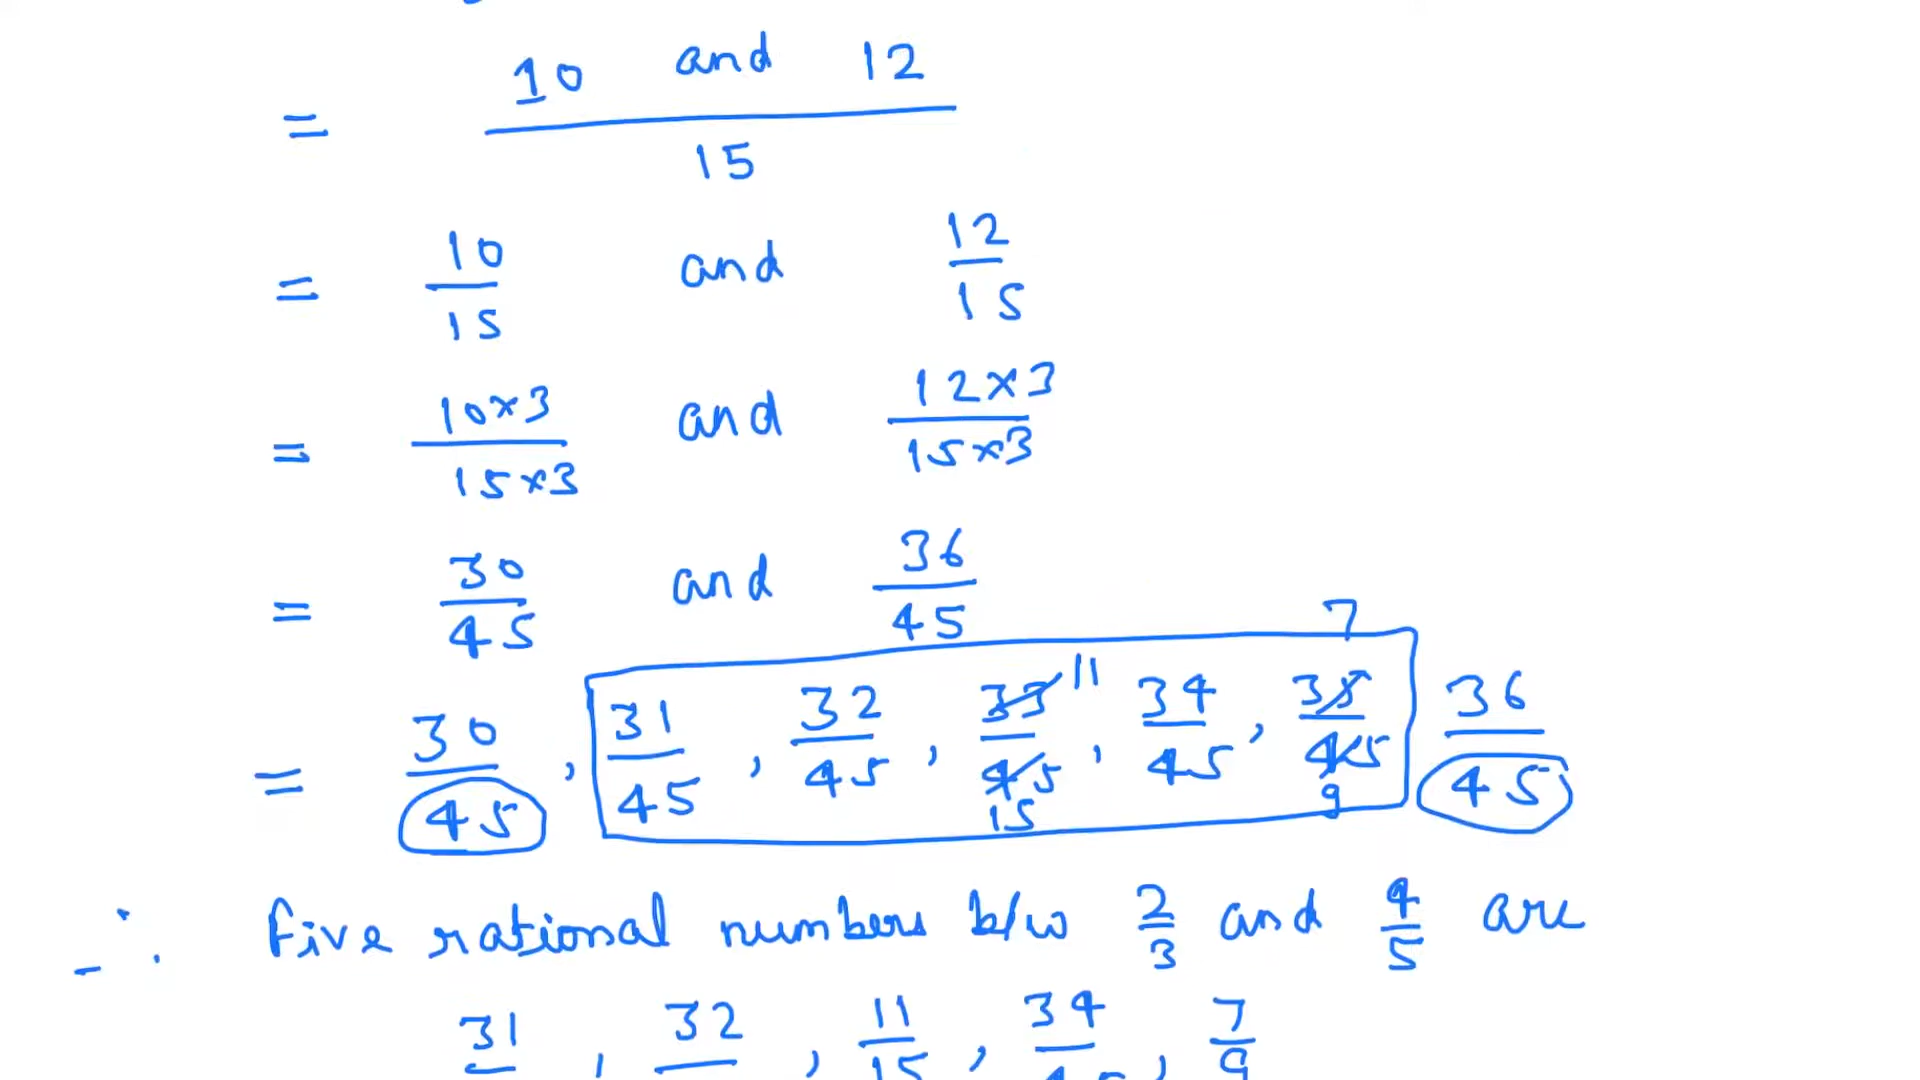 = 10 and 12 / 15
= 10/15 and 12/15
= 10×3/15×3 and 12×3/15×3
= 30/45 and 36/45
= 30/45 , 31/45 , 32/45 , 33/45 11/15 , 34/45 , 35/45 7/9 36/45
∴ Five rational numbers b/w 2/3 and 4/5 are
31 , 32 , 11/15 , 34 , 7/9